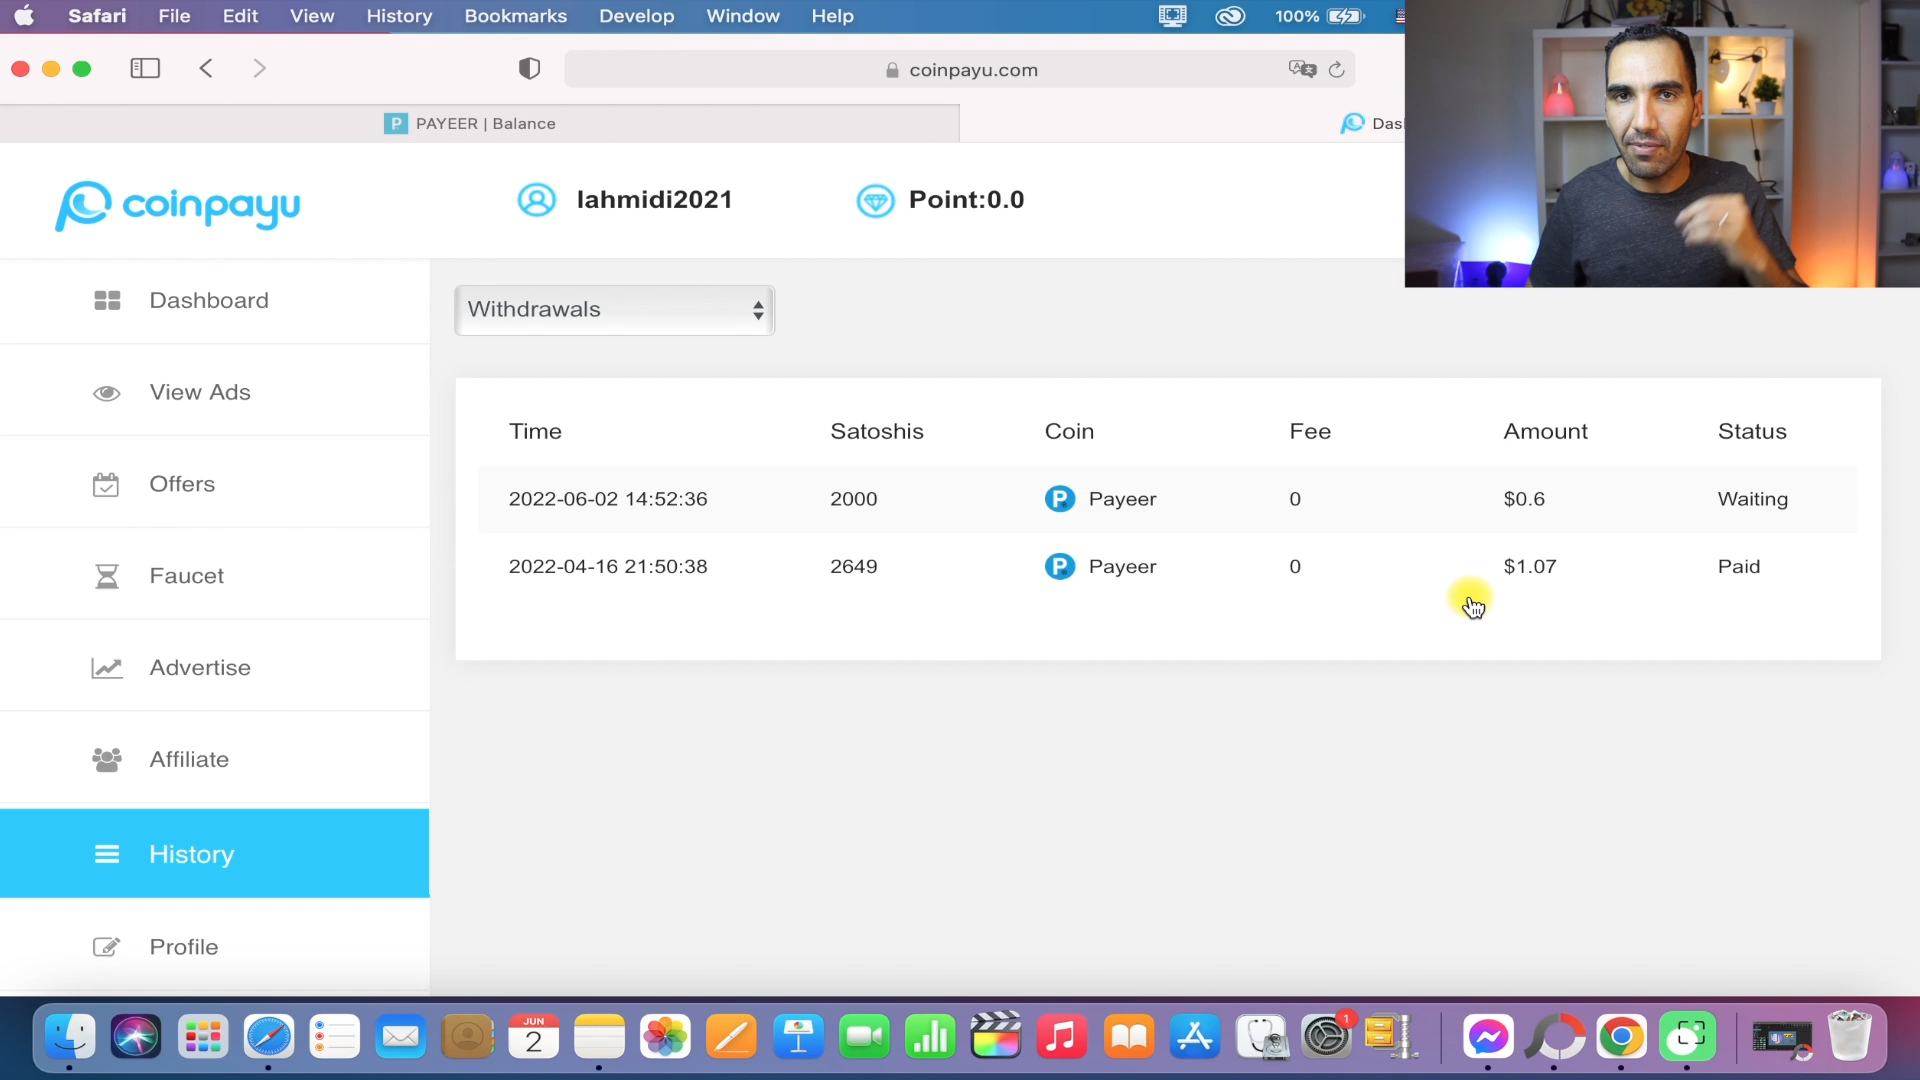 Safari File Edit View History Bookmarks Develop Window Help 100%
coinpayu.com
P PAYEER | Balance
coinpayu
lahmidi2021
Point:0.0
Dashboard
View Ads
Offers
Faucet
Advertise
Affiliate
History
Profile
Withdrawals
Time Satoshis Coin Fee Amount Status
2022-06-02 14:52:36 2000 P Payeer 0 $0.6 Waiting
2022-04-16 21:50:38 2649 P Payeer 0 $1.07 Paid
JUN
2
1